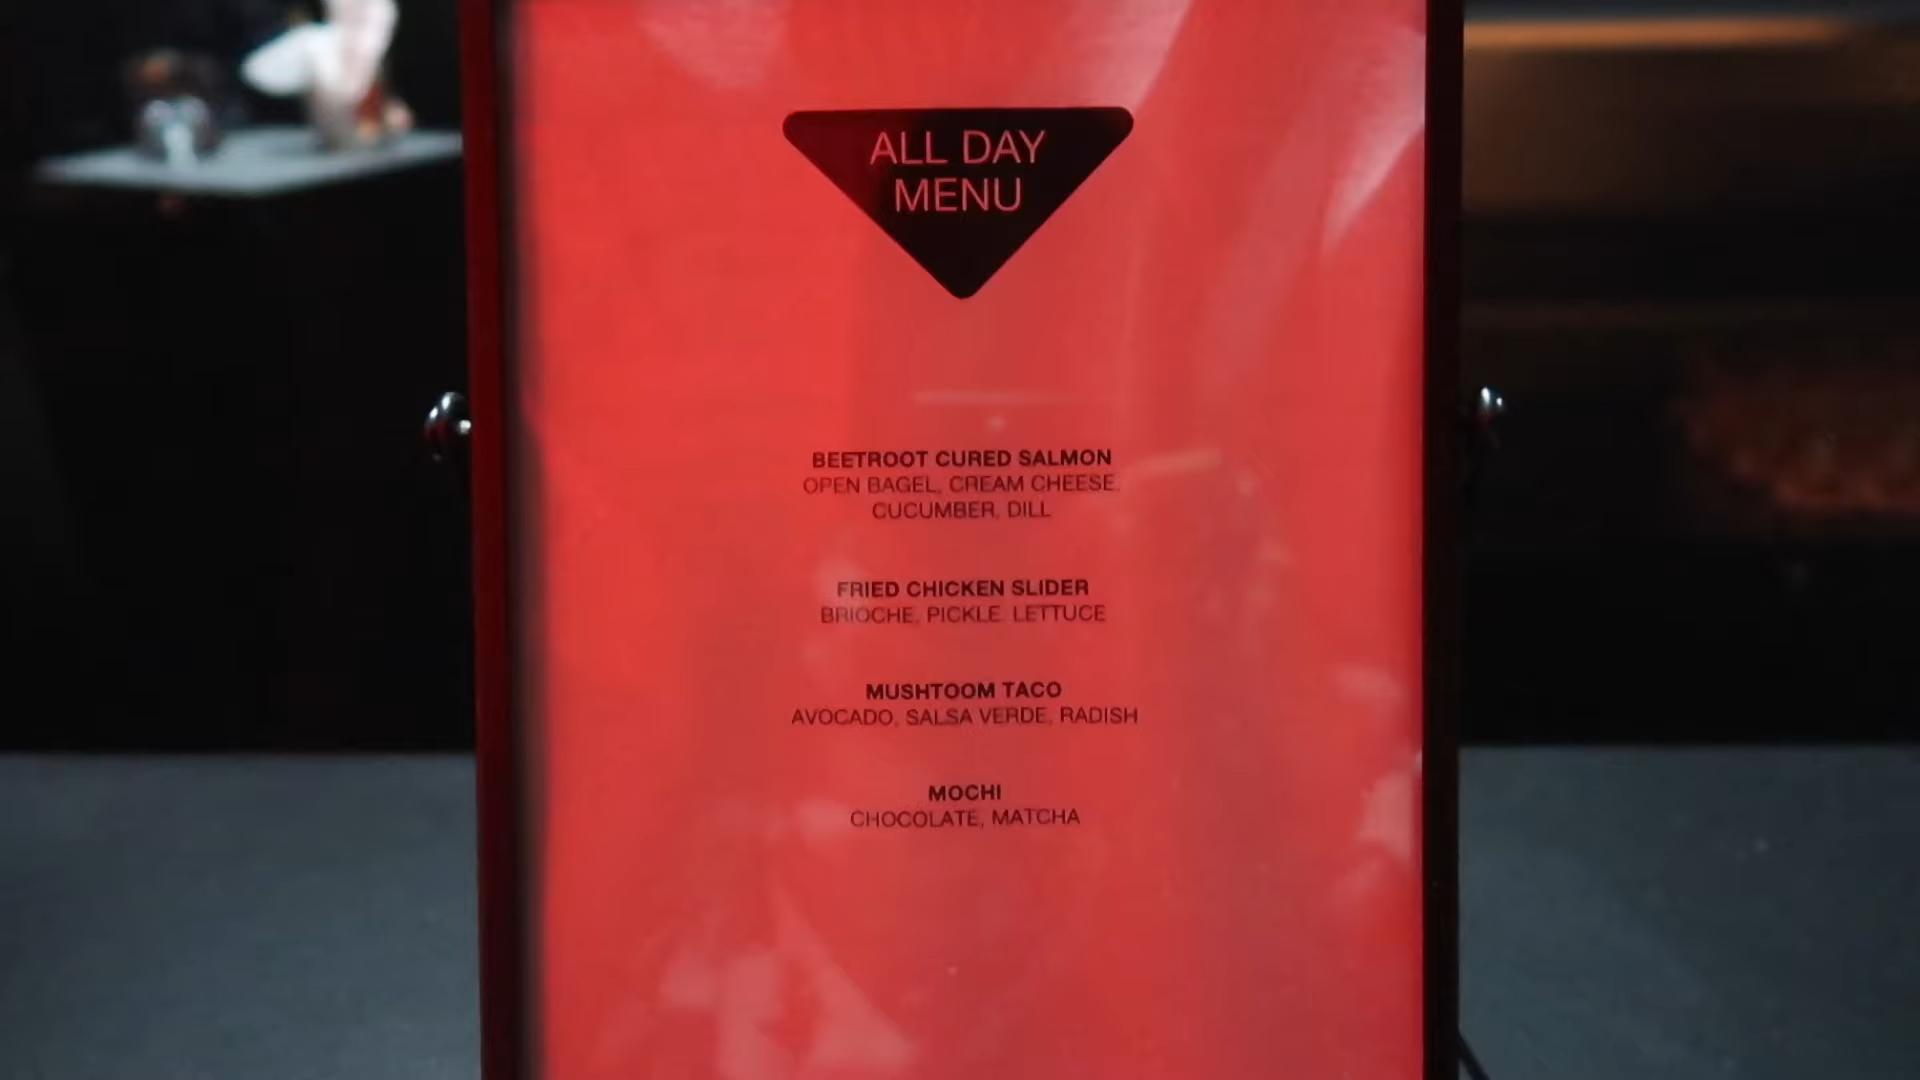 ALL DAY
MENU
BEETROOT CURED SALMON
OPEN BAGEL, CREAM CHEESE,
CUCUMBER, DILL
FRIED CHICKEN SLIDER
BRIOCHE, PICKLE, LETTUCE
MUSHTOOM TACO
AVOCADO, SALSA VERDE, RADISH
MOCHI
CHOCOLATE, MATCHA